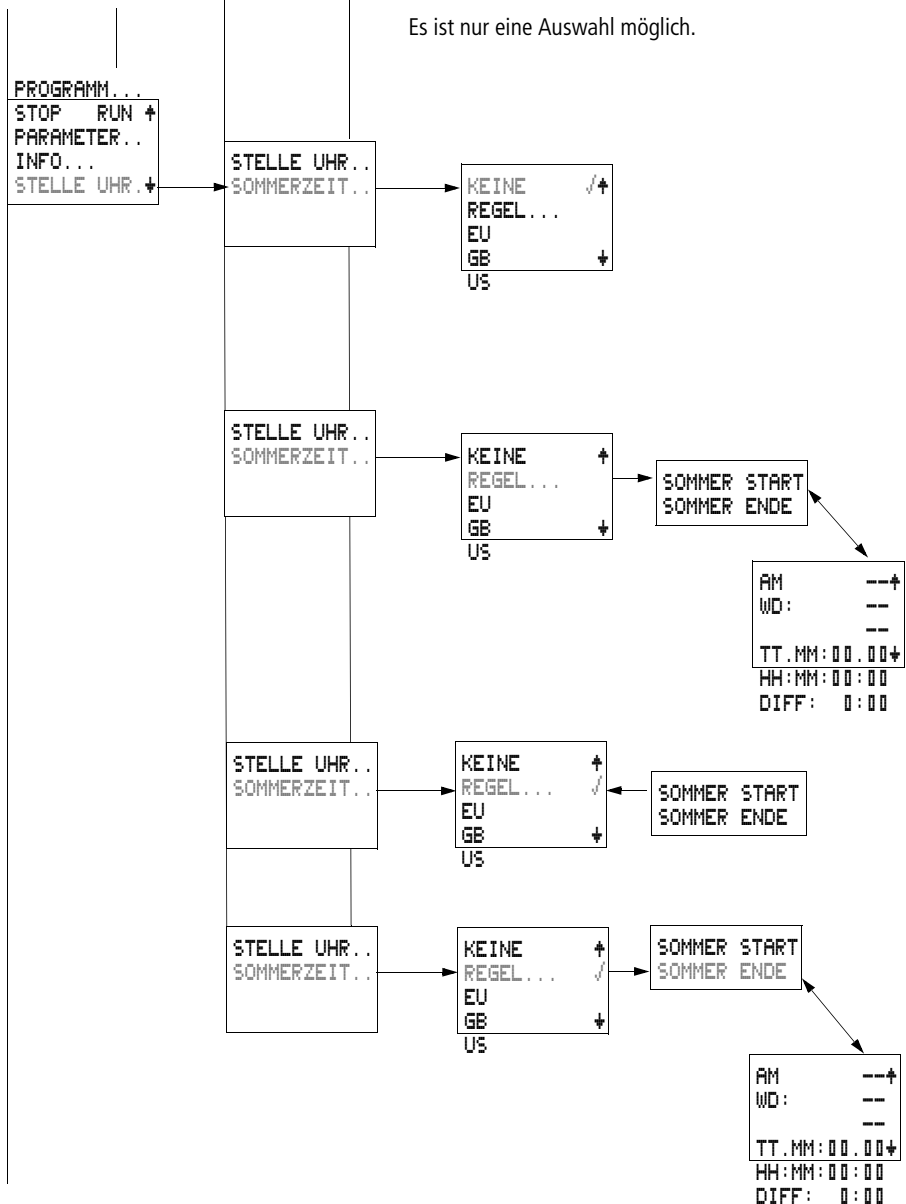 Es ist nur eine Auswahl möglich.
PROGRAMM...
STOP RUN
PARAMETER..
INFO...
STELLE UHR.
STELLE UHR..
SOMMERZEIT..
KEINE √
REGEL...
EU
GB
US
STELLE UHR..
SOMMERZEIT..
KEINE
REGEL...
EU
GB
US
SOMMER START
SOMMER ENDE
AM --
WD: --
--
TT.MM:00.00
HH:MM:00:00
DIFF: 0:00
STELLE UHR..
SOMMERZEIT..
KEINE
REGEL... √
EU
GB
US
SOMMER START
SOMMER ENDE
STELLE UHR..
SOMMERZEIT..
KEINE
REGEL... √
EU
GB
US
SOMMER START
SOMMER ENDE
AM --
WD: --
--
TT.MM:00.00
HH:MM:00:00
DIFF: 0:00